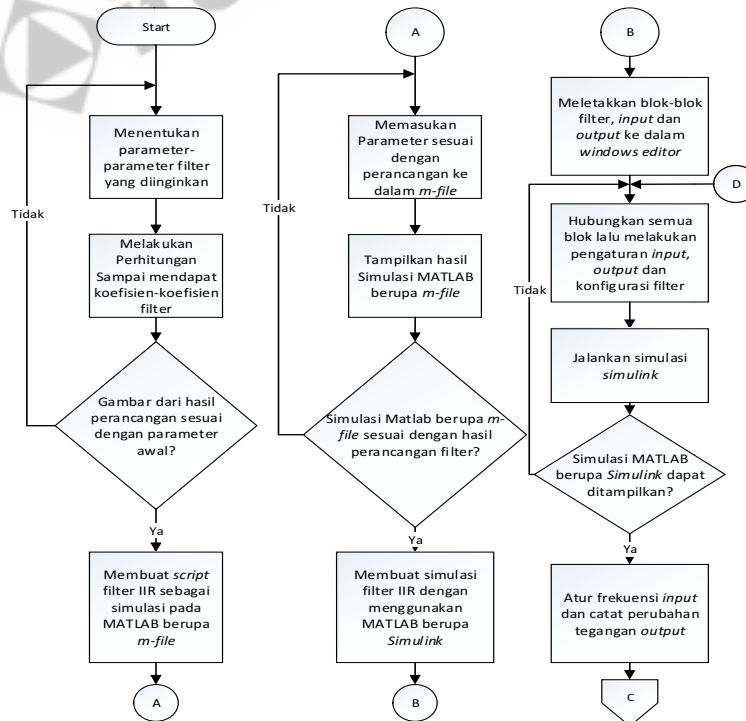 Start
Menentukan
parameter-
parameter filter
yang diinginkan
Tidak
Melakukan
Perhitungan
Sampai mendapat
koefisien-koefisien
filter
Gambar dari hasil
perancangan sesuai
dengan parameter
awal?
Ya
Membuat script
filter IIR sebagai
simulasi pada
MATLAB berupa
m-file
A
A
Memasukan
Parameter sesuai
dengan
perancangan ke
dalam m-file
Tidak
Tampilkan hasil
Simulasi MATLAB
berupa m-file
Simulasi Matlab berupa m-
file sesuai dengan hasil
perancangan filter?
Ya
Membuat simulasi
filter IIR dengan
menggunakan
MATLAB berupa
Simulink
B
B
Meletakkan blok-blok
filter, input dan
output ke dalam
windows editor
D
Hubungkan semua
blok lalu melakukan
pengaturan input,
output dan
konfigurasi filter
Tidak
Jalankan simulasi
simulink
Simulasi MATLAB
berupa Simulink dapat
ditampilkan?
Ya
Atur frekuensi input
dan catat perubahan
tegangan output
C